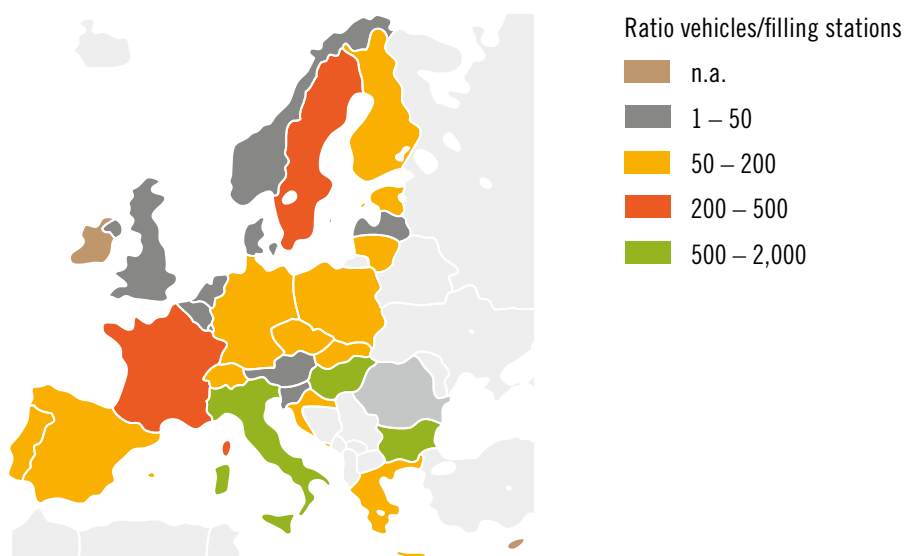 Ratio vehicles/filling stations
n.a.
1 – 50
50 – 200
200 – 500
500 – 2,000